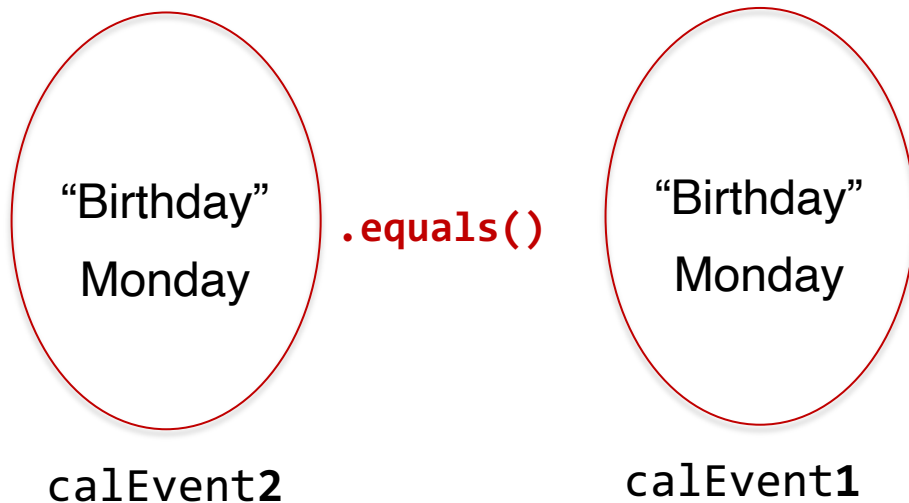 “Birthday”
Monday
.equals()
“Birthday”
Monday
calEvent2
calEvent1